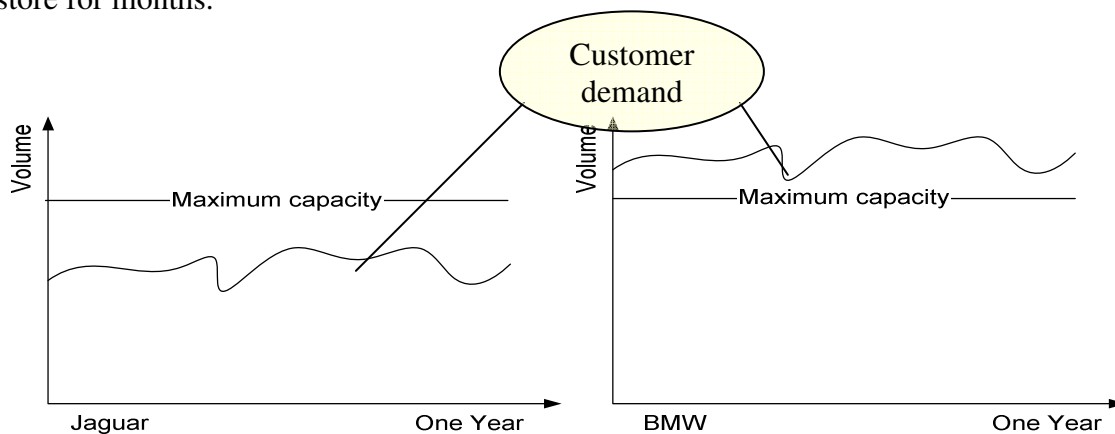 store for months.
Customer
demand
Volume
Maximum capacity
Jaguar
One Year
Volume
Maximum capacity
BMW
One Year